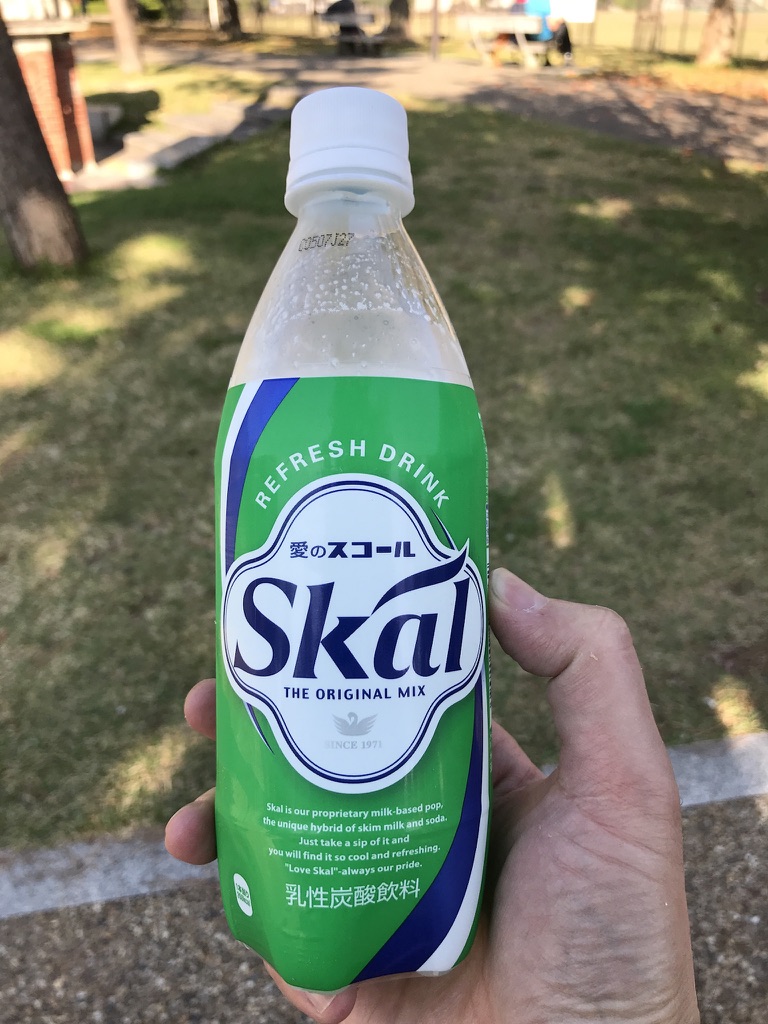 REFRESH DRINK
愛のスコール
Skal
THE ORIGINAL MIX
SINCE 1971
Skal is our proprietary milk-based pop,
the unique hybrid of skim milk and soda.
Just take a sip of it and
you will find it so cool and refreshing.
"Love Skal"-always our pride.
乳性炭酸飲料